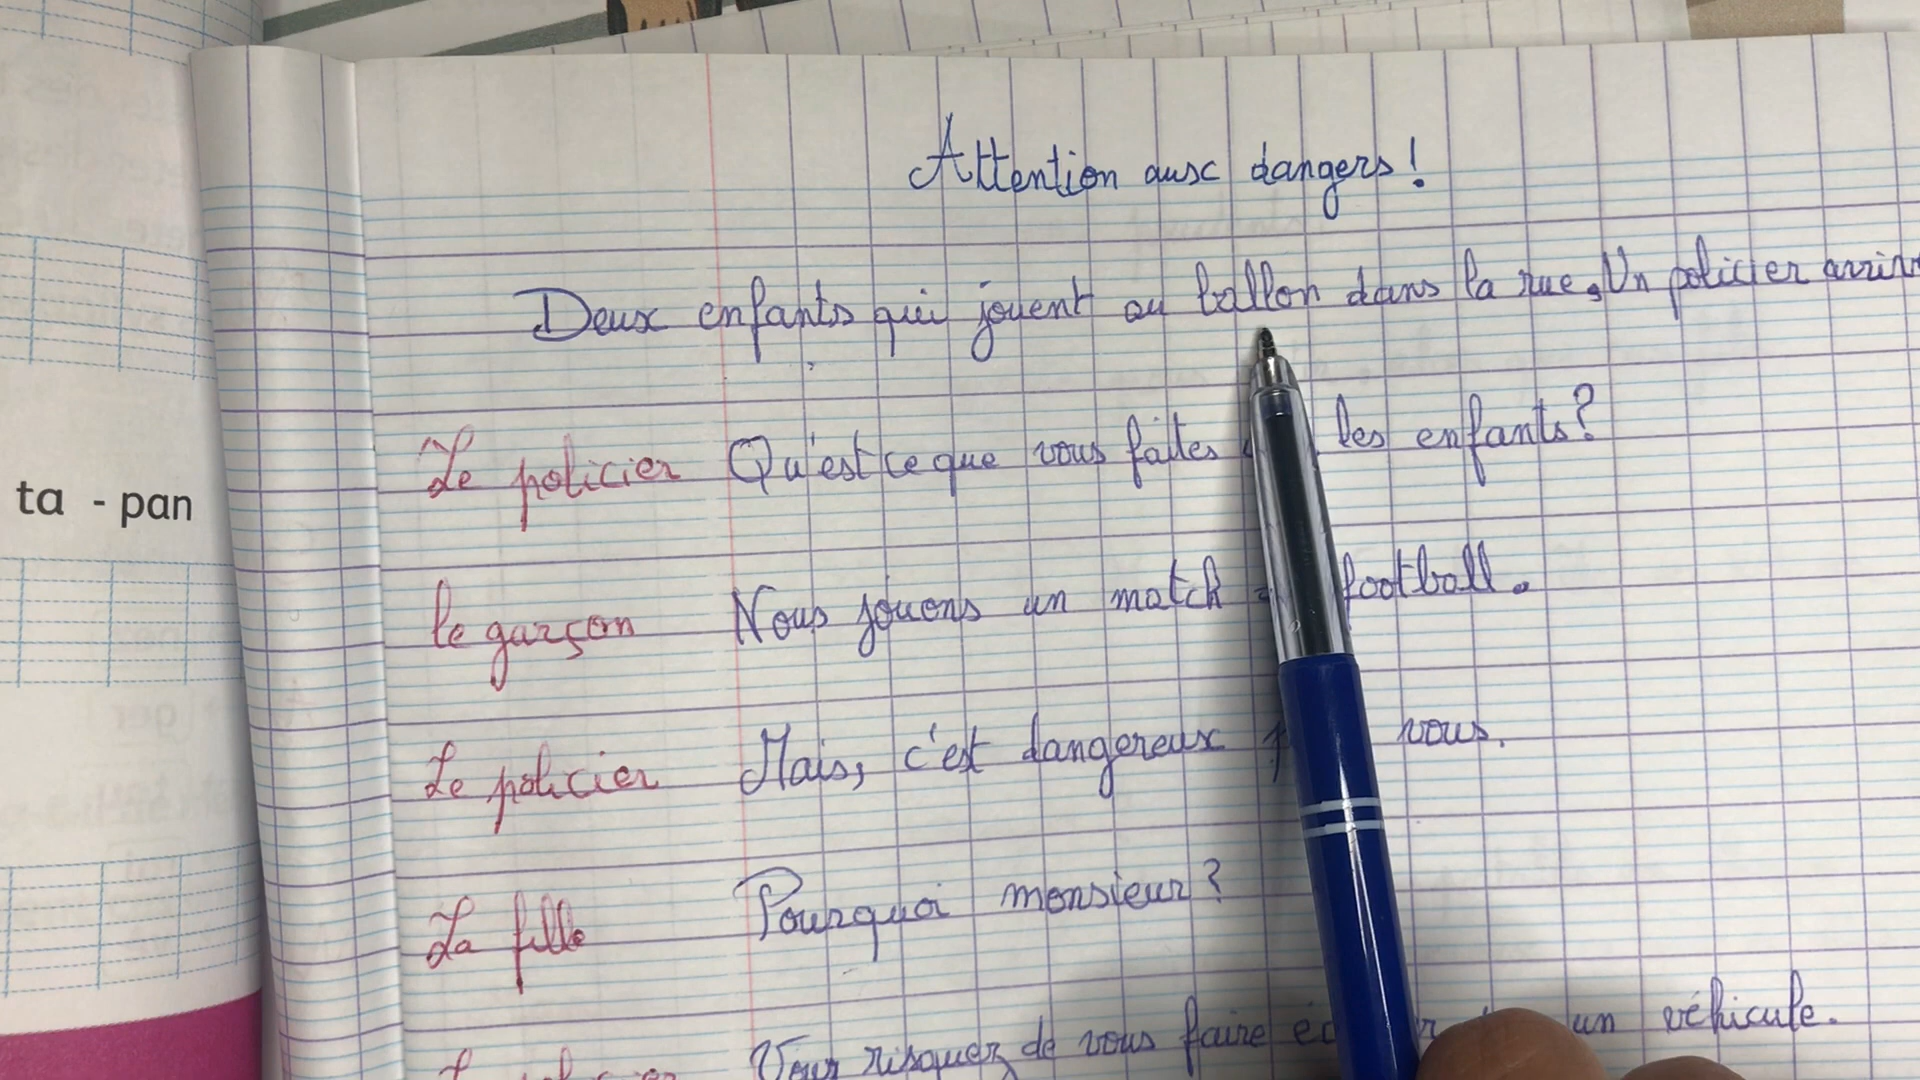 Attention aux dangers!
Deux enfants qui jouent au ballon dans la rue. Un policier arrive
Le policier Qu'est ce que vous faites les enfants?
le garçon Nous jouons un match football.
ta - pan
Le policier Mais, c'est dangereux vous.
La fille Pourquoi monsieur?
Vous risquez de vous faire un véhicule.